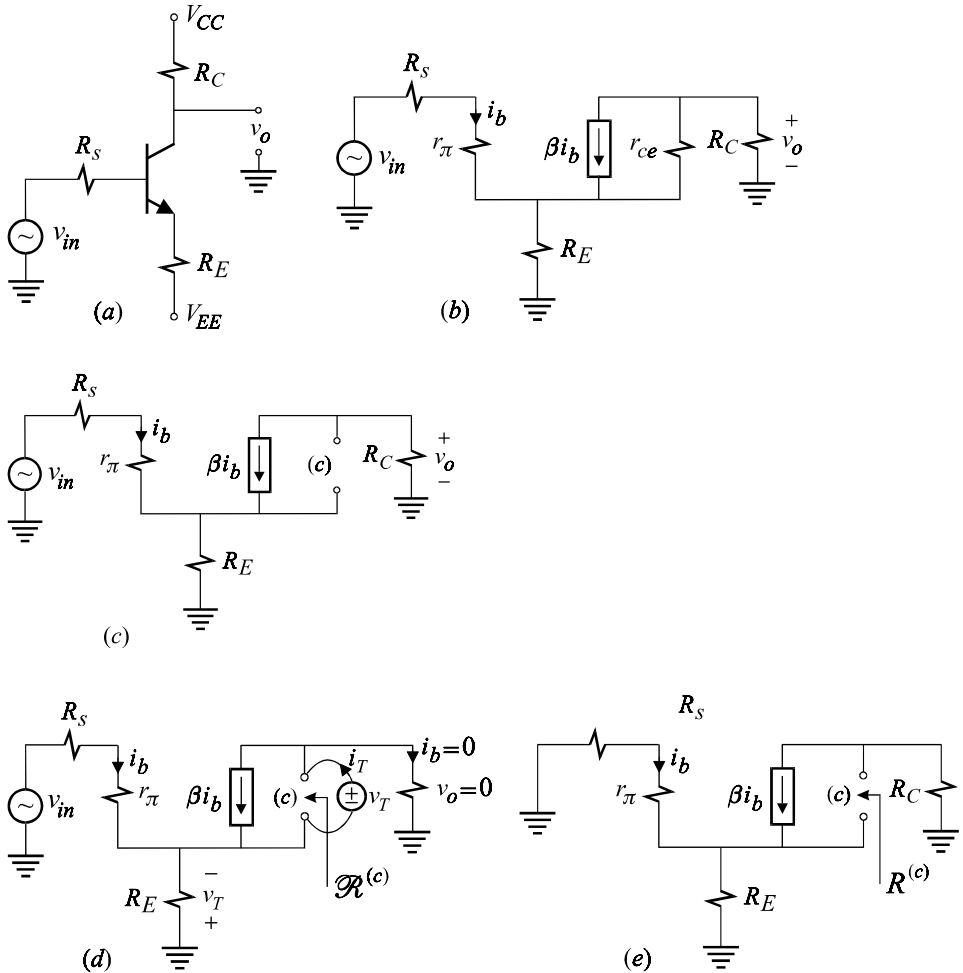 V_CC
R_C
v_o
R_s
v_in
R_E
V_EE
(a)
R_s
i_b
r_π
v_in
βi_b
r_ce
R_C
+
v_o
−
R_E
(b)
R_s
i_b
r_π
v_in
βi_b
(c)
R_C
+
v_o
−
R_E
(c)
R_s
i_b
r_π
v_in
βi_b
(c)
i_T
±
v_T
i_b=0
v_o=0
ℛ^(c)
R_E
−
v_T
+
(d)
R_s
i_b
r_π
βi_b
(c)
R_C
R^(c)
R_E
(e)